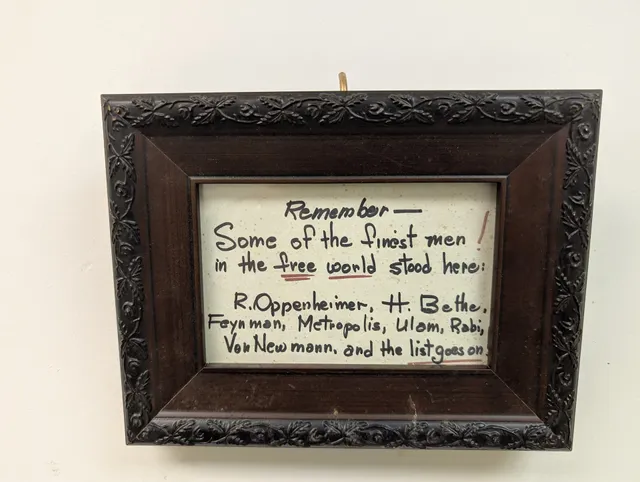 Remember —
Some of the finest men !
in the free world stood here:
R. Oppenheimer, H. Bethe,
Feynman, Metropolis, Ulam, Rabi,
Von Newmann, and the list goes on.